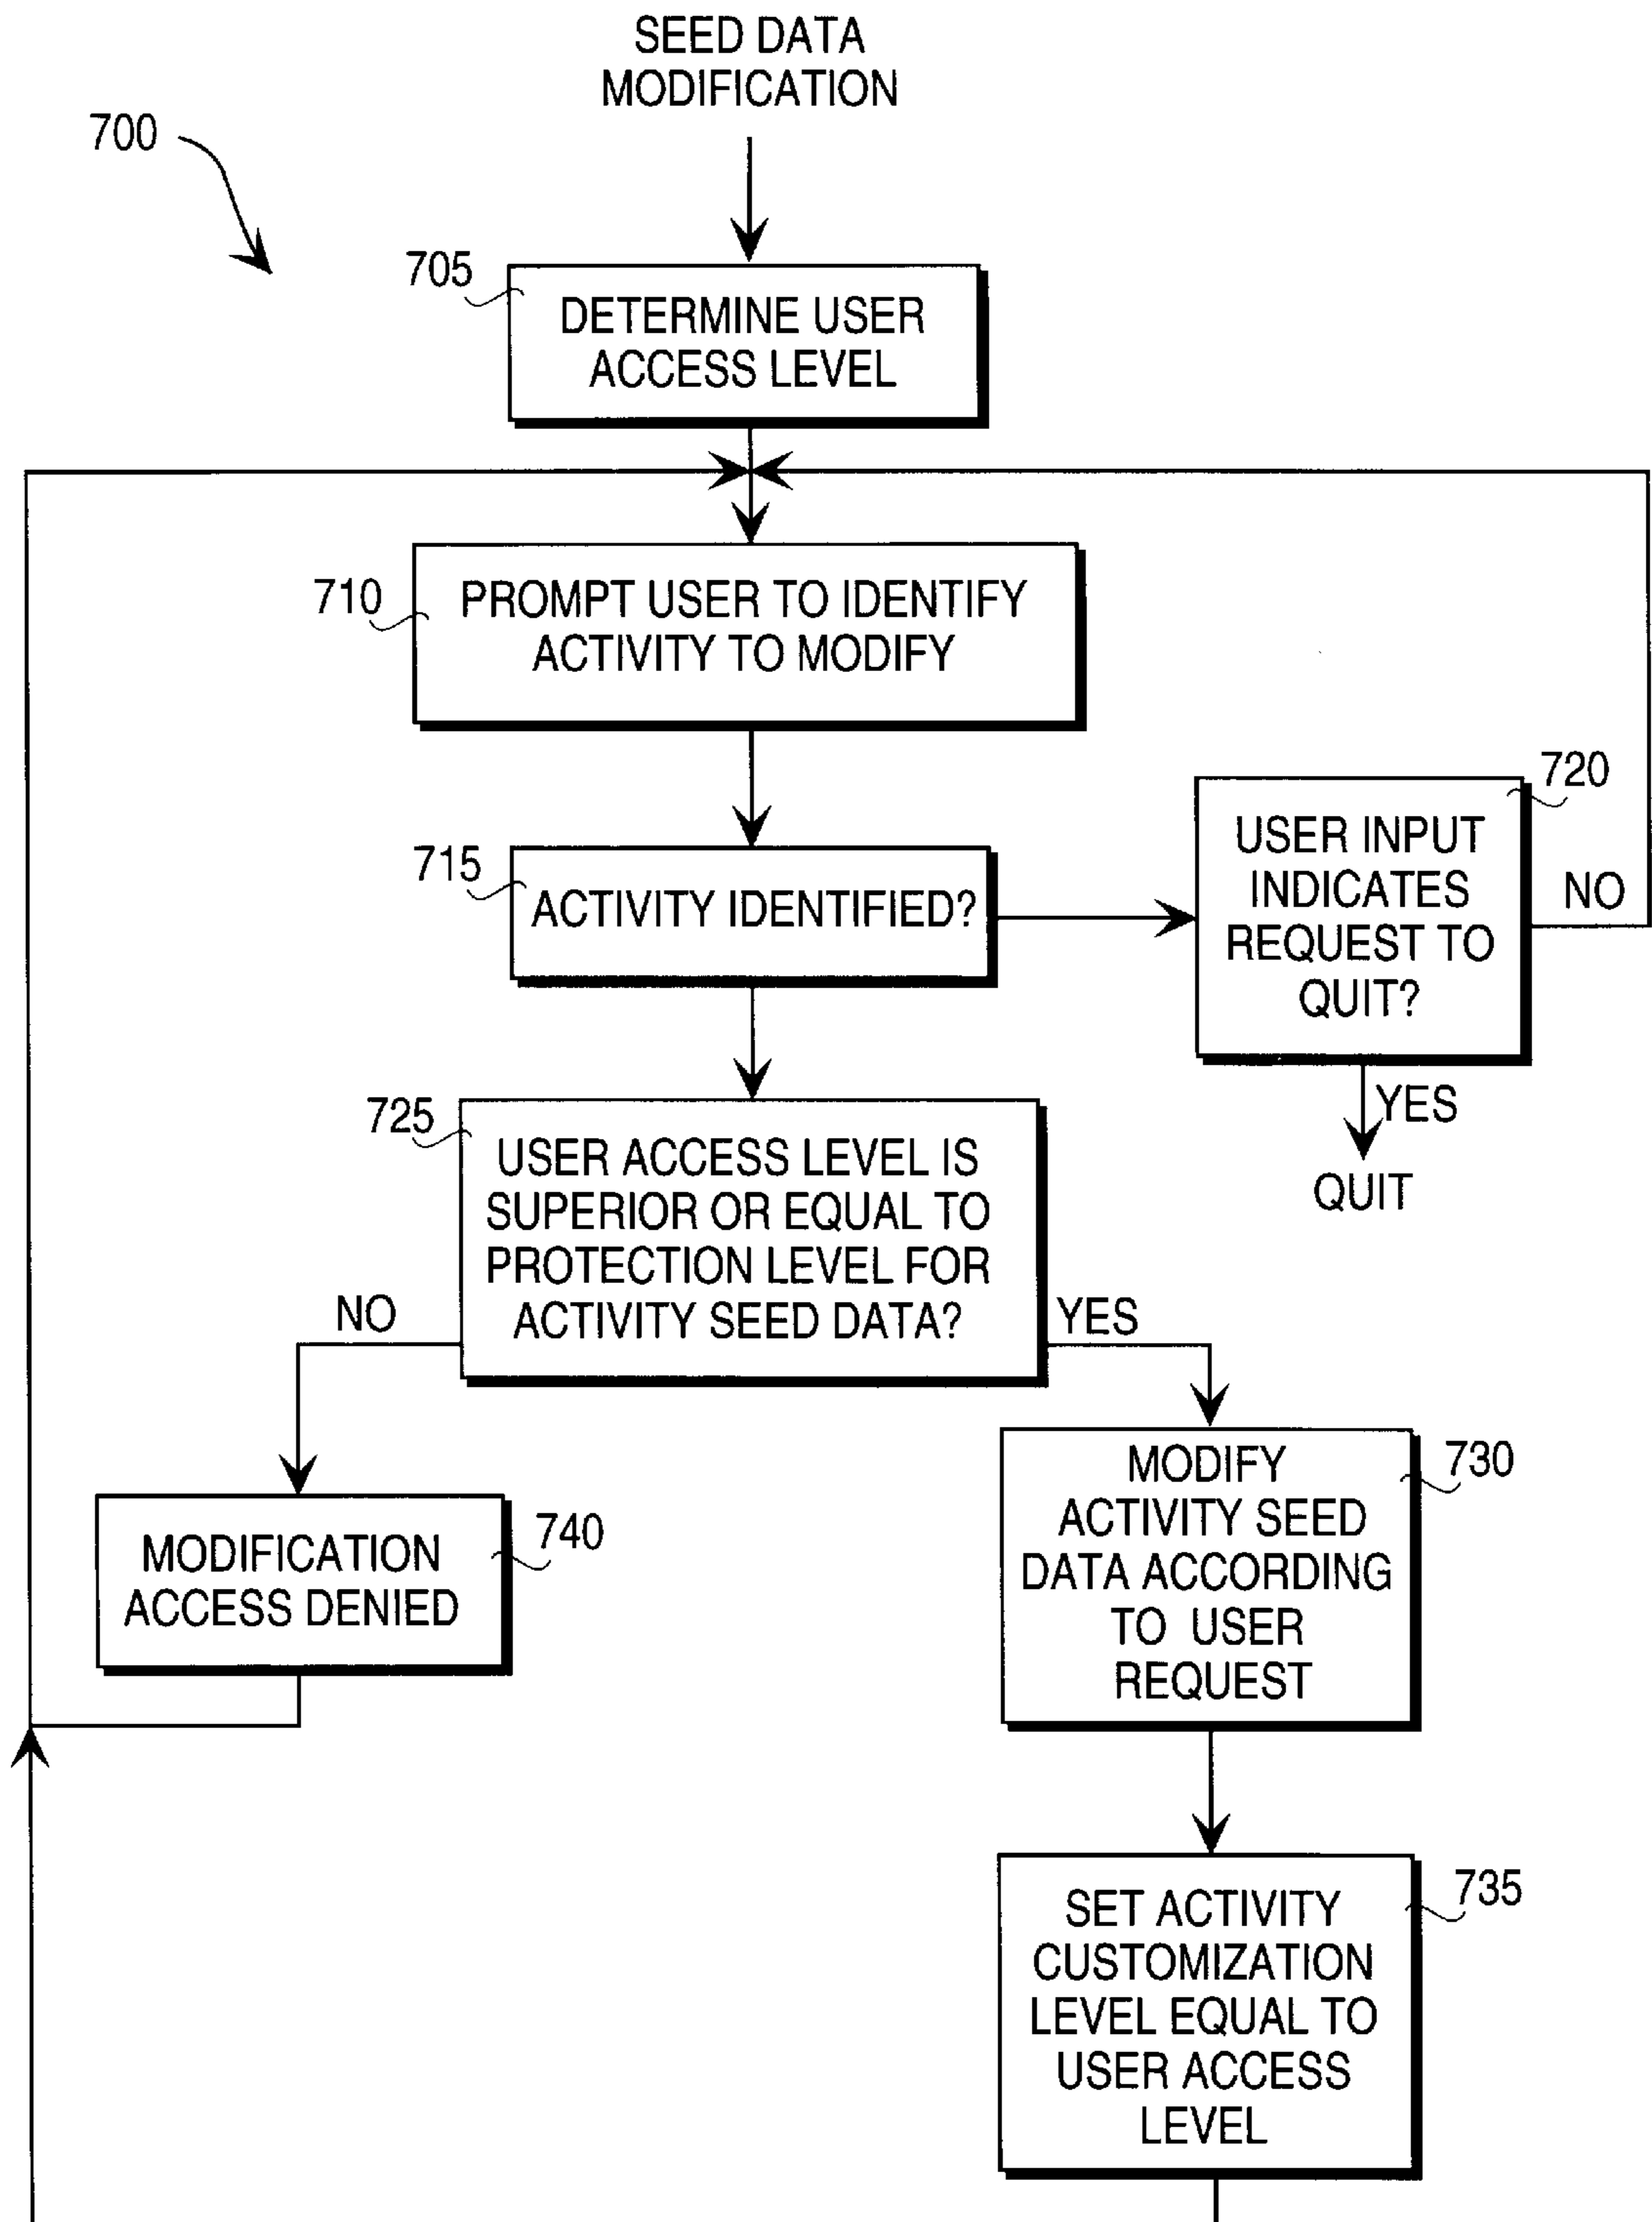 SEED DATA
MODIFICATION
700
705
DETERMINE USER
ACCESS LEVEL
710
PROMPT USER TO IDENTIFY
ACTIVITY TO MODIFY
715
ACTIVITY IDENTIFIED?
720
USER INPUT
INDICATES
REQUEST TO
QUIT?
NO
YES
QUIT
725
USER ACCESS LEVEL IS
SUPERIOR OR EQUAL TO
PROTECTION LEVEL FOR
ACTIVITY SEED DATA?
NO
YES
740
MODIFICATION
ACCESS DENIED
730
MODIFY
ACTIVITY SEED
DATA ACCORDING
TO USER
REQUEST
735
SET ACTIVITY
CUSTOMIZATION
LEVEL EQUAL TO
USER ACCESS
LEVEL